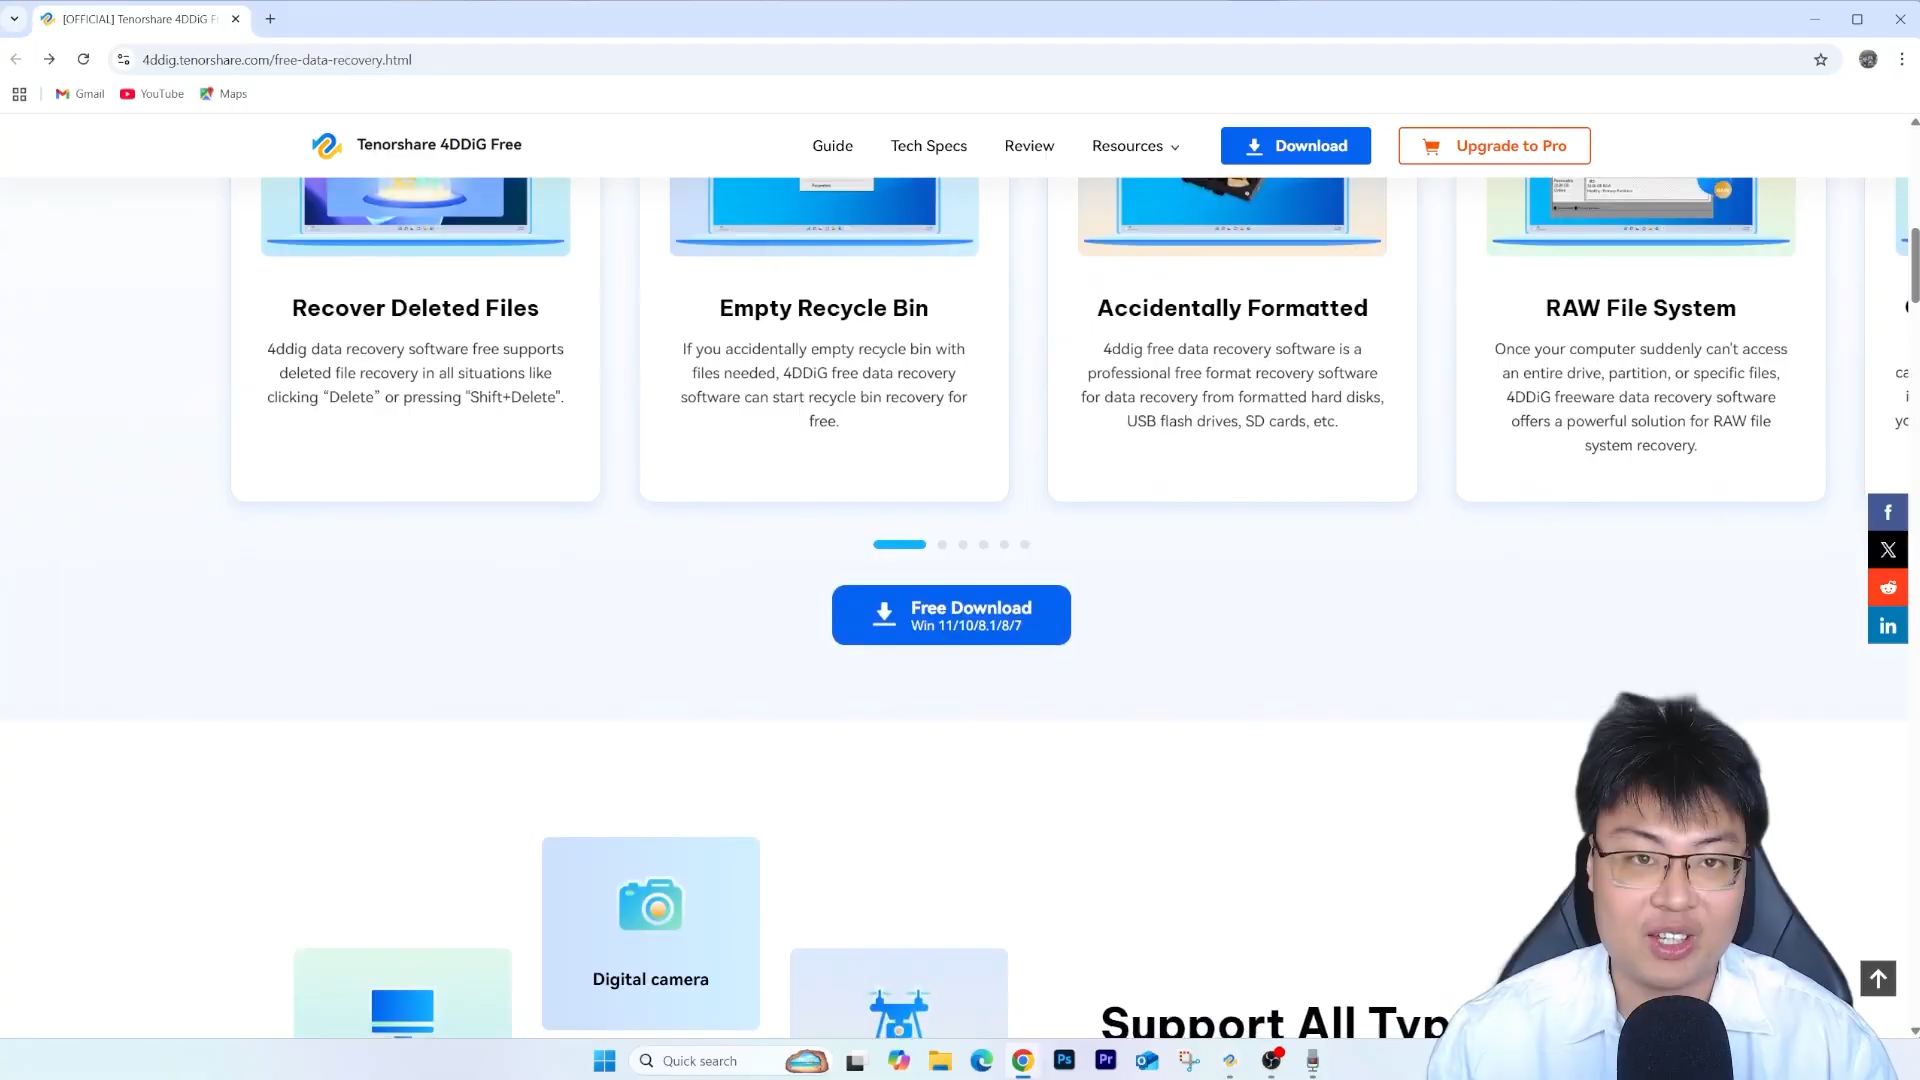 [OFFICIAL] Tenorshare 4DDiG Fr
4ddig.tenorshare.com/free-data-recovery.html
Gmail
YouTube
Maps
Tenorshare 4DDiG Free
Guide
Tech Specs
Review
Resources
Download
Upgrade to Pro
Recover Deleted Files
4ddig data recovery software free supports
deleted file recovery in all situations like
clicking “Delete” or pressing "Shift+Delete".
Empty Recycle Bin
If you accidentally empty recycle bin with
files needed, 4DDiG free data recovery
software can start recycle bin recovery for
free.
Accidentally Formatted
4ddig free data recovery software is a
professional free format recovery software
for data recovery from formatted hard disks,
USB flash drives, SD cards, etc.
RAW File System
Once your computer suddenly can't access
an entire drive, partition, or specific files,
4DDiG freeware data recovery software
offers a powerful solution for RAW file
system recovery.
Free Download
Win 11/10/8.1/8/7
f
X
in
Digital camera
Support All Typ
Quick search
Ps
Pr